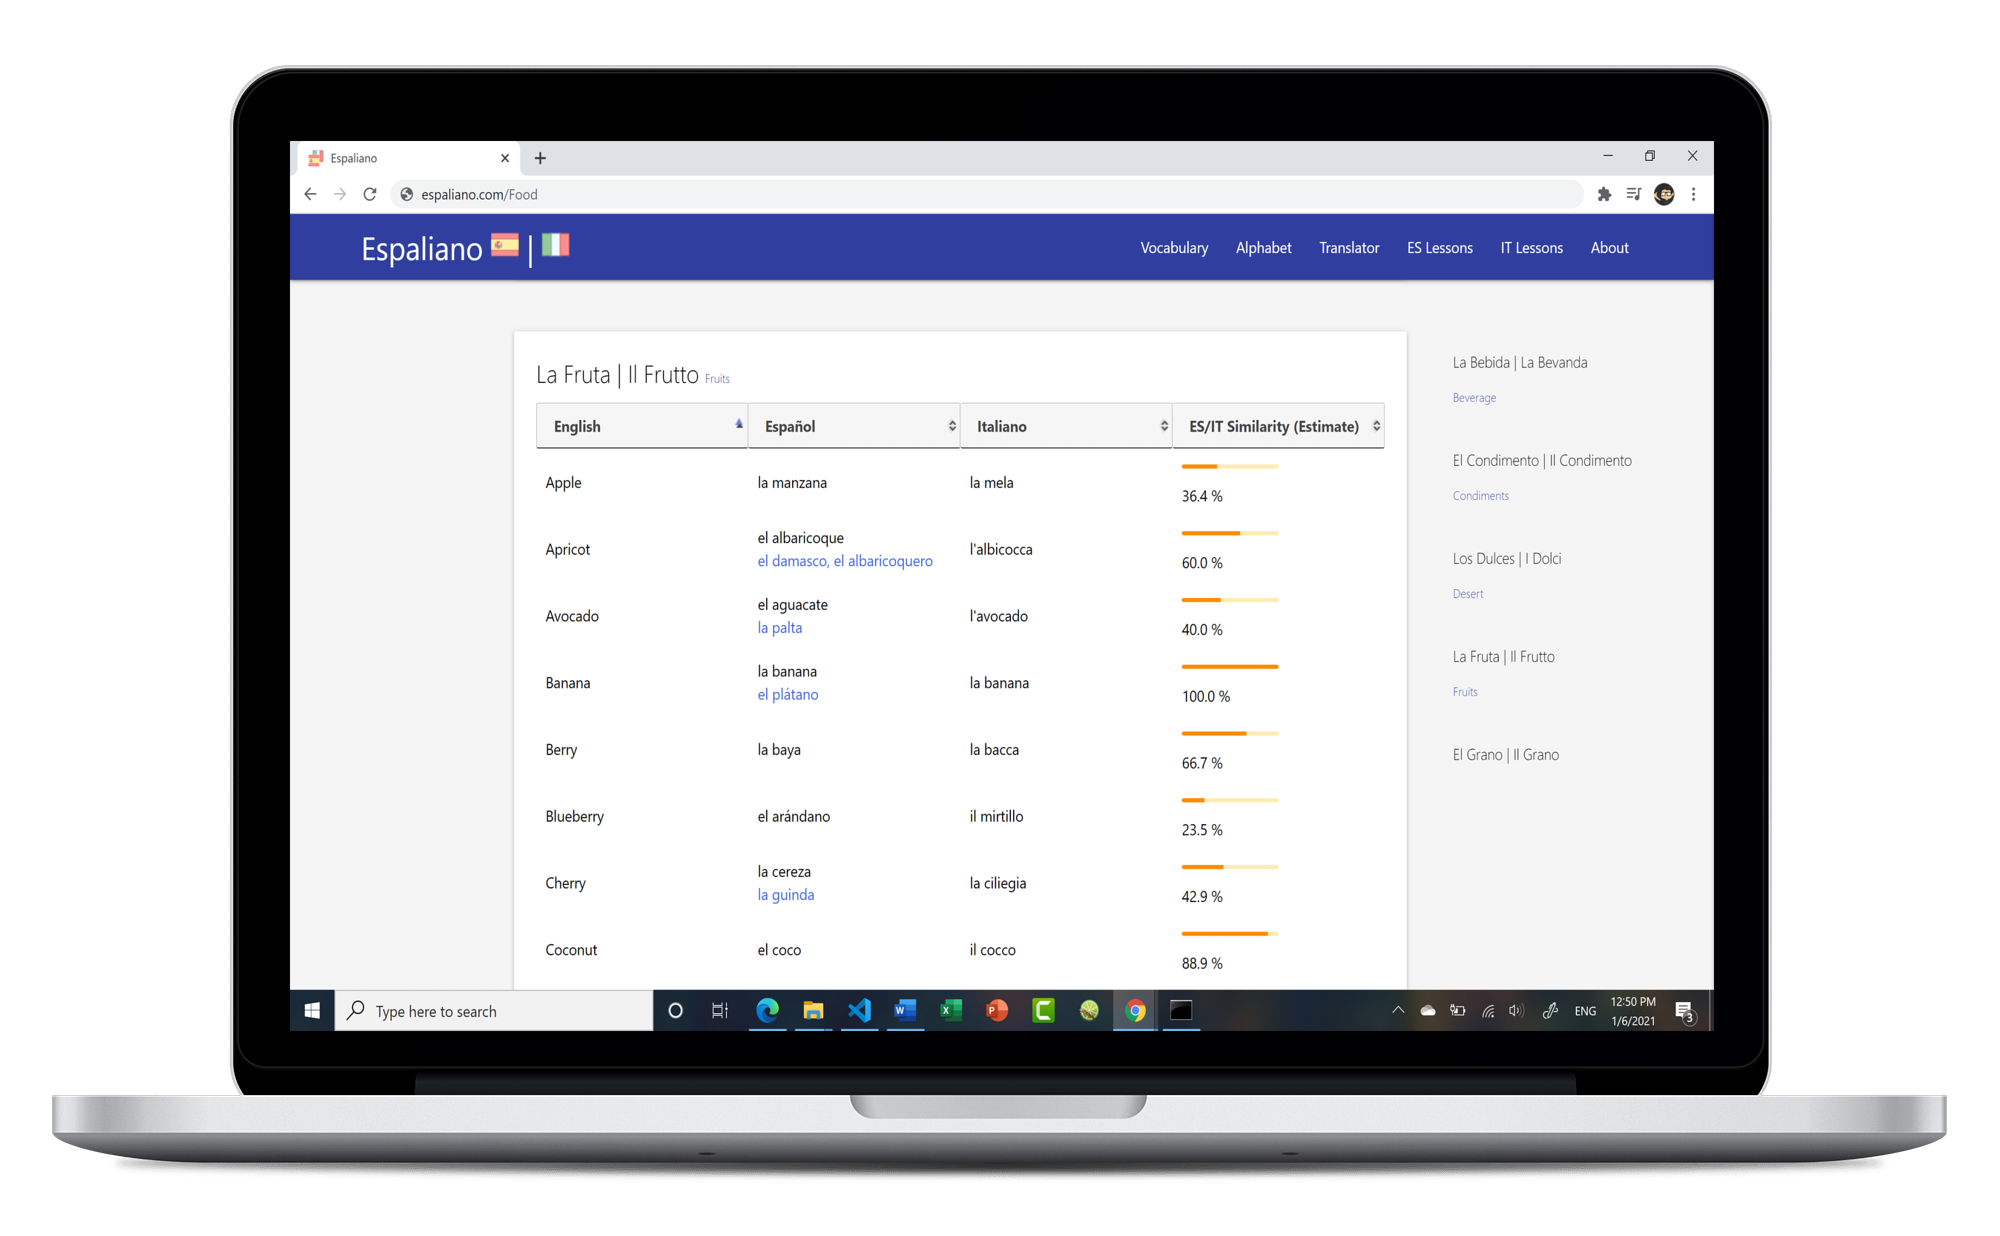 Espaliano
espaliano.com/Food
Espaliano |
Vocabulary Alphabet Translator ES Lessons IT Lessons About
La Fruta | Il Frutto Fruits
English Español Italiano ES/IT Similarity (Estimate)
Apple la manzana la mela 36.4 %
Apricot el albaricoque l'albicocca 60.0 %
el damasco, el albaricoquero
Avocado el aguacate l'avocado 40.0 %
la palta
Banana la banana la banana 100.0 %
el plátano
Berry la baya la bacca 66.7 %
Blueberry el arándano il mirtillo 23.5 %
Cherry la cereza la ciliegia 42.9 %
la guinda
Coconut el coco il cocco 88.9 %
La Bebida | La Bevanda
Beverage
El Condimento | Il Condimento
Condiments
Los Dulces | I Dolci
Desert
La Fruta | Il Frutto
Fruits
El Grano | Il Grano
Type here to search
ENG
12:50 PM
1/6/2021
3